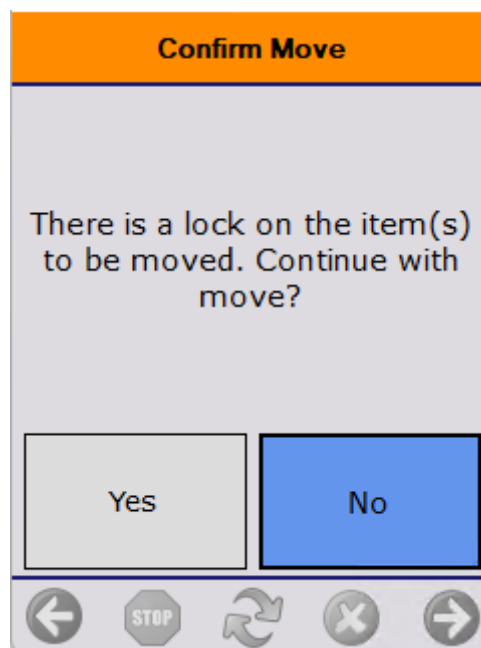 Confirm Move
There is a lock on the item(s)
to be moved. Continue with
move?
Yes
No
STOP